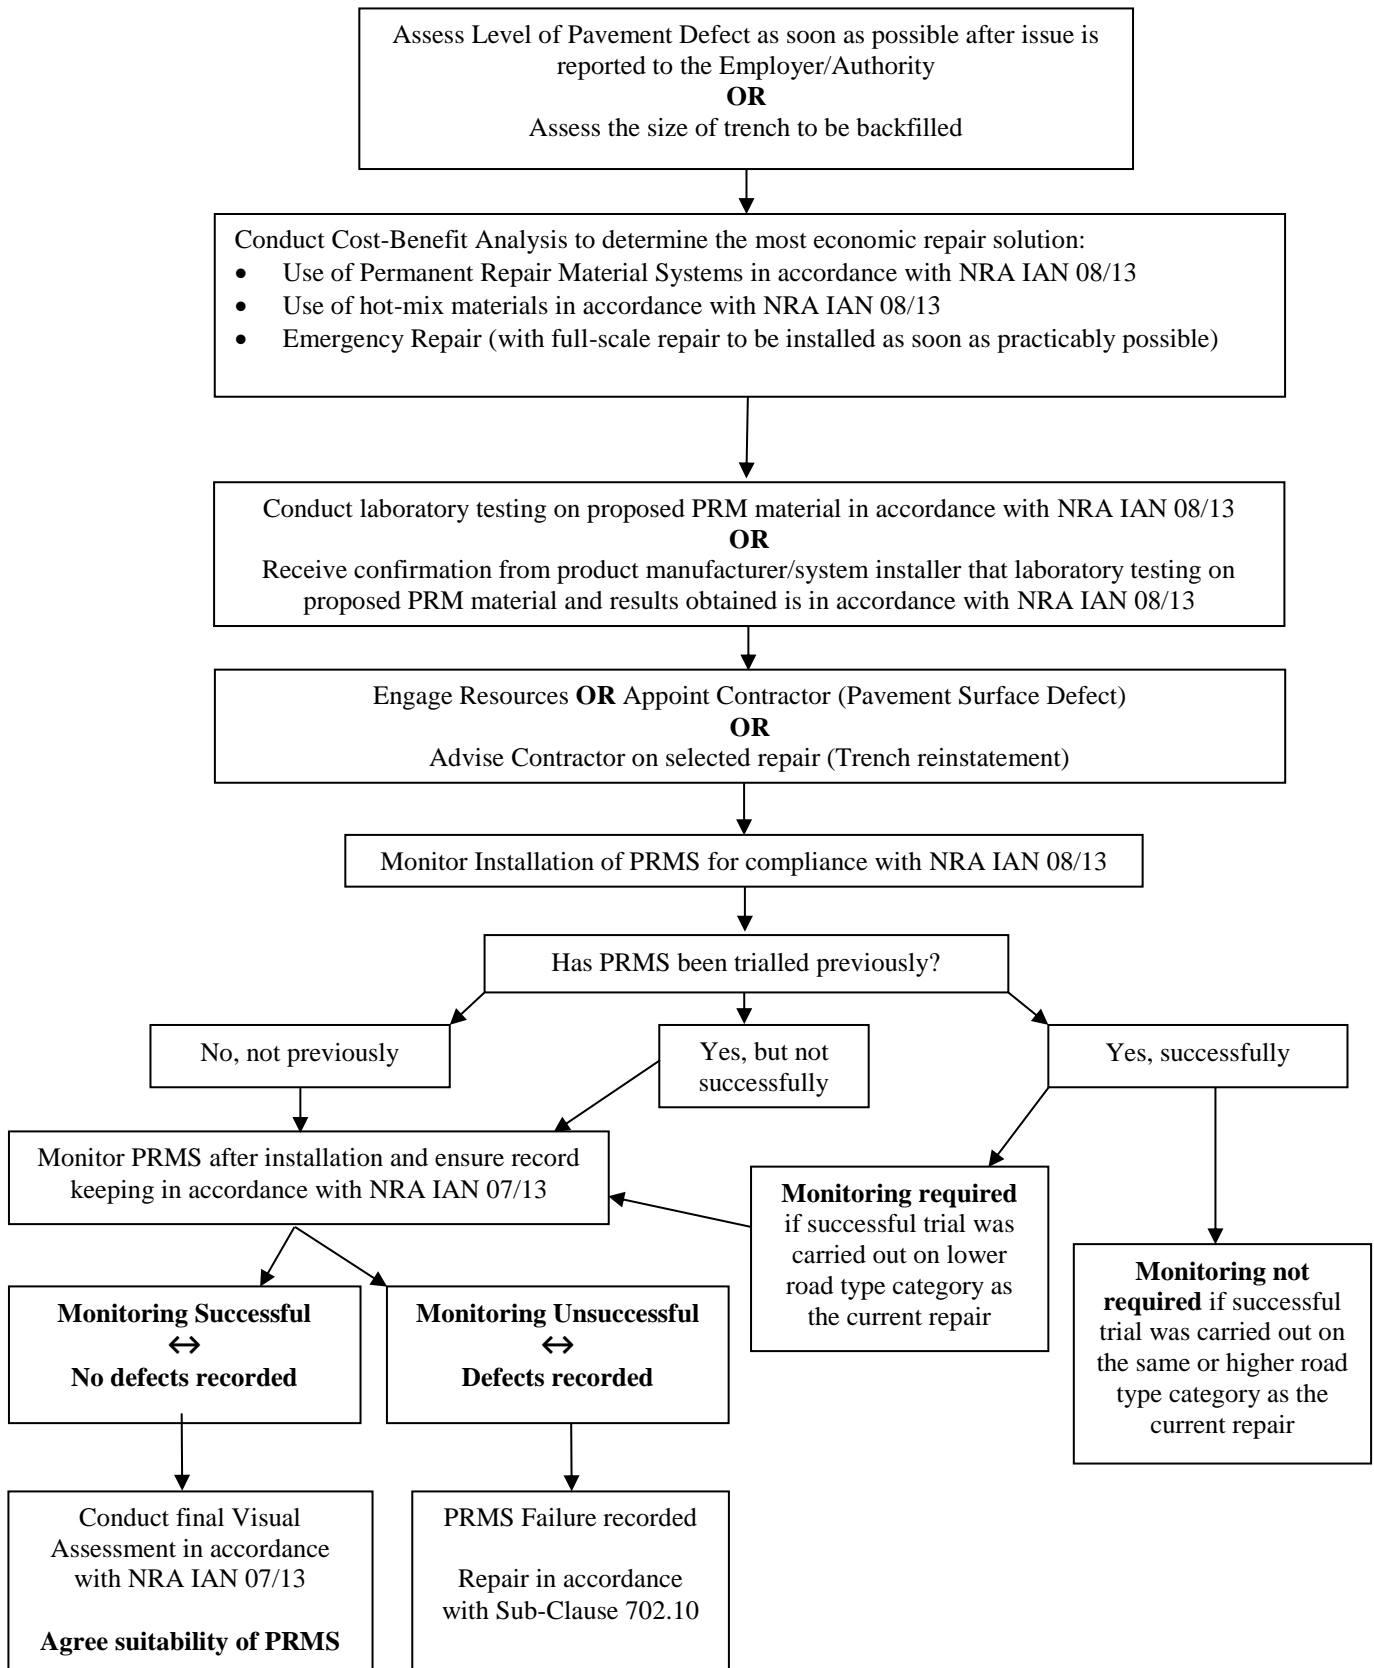 Assess Level of Pavement Defect as soon as possible after issue is
reported to the Employer/Authority
OR
Assess the size of trench to be backfilled
Conduct Cost-Benefit Analysis to determine the most economic repair solution:
• Use of Permanent Repair Material Systems in accordance with NRA IAN 08/13
• Use of hot-mix materials in accordance with NRA IAN 08/13
• Emergency Repair (with full-scale repair to be installed as soon as practicably possible)
Conduct laboratory testing on proposed PRM material in accordance with NRA IAN 08/13
OR
Receive confirmation from product manufacturer/system installer that laboratory testing on
proposed PRM material and results obtained is in accordance with NRA IAN 08/13
Engage Resources OR Appoint Contractor (Pavement Surface Defect)
OR
Advise Contractor on selected repair (Trench reinstatement)
Monitor Installation of PRMS for compliance with NRA IAN 08/13
Has PRMS been trialled previously?
No, not previously
Yes, but not
successfully
Yes, successfully
Monitor PRMS after installation and ensure record
keeping in accordance with NRA IAN 07/13
Monitoring required
if successful trial was
carried out on lower
road type category as
the current repair
Monitoring not
required if successful
trial was carried out on
the same or higher road
type category as the
current repair
Monitoring Successful
↔
No defects recorded
Monitoring Unsuccessful
↔
Defects recorded
Conduct final Visual
Assessment in accordance
with NRA IAN 07/13
Agree suitability of PRMS
PRMS Failure recorded
Repair in accordance
with Sub-Clause 702.10